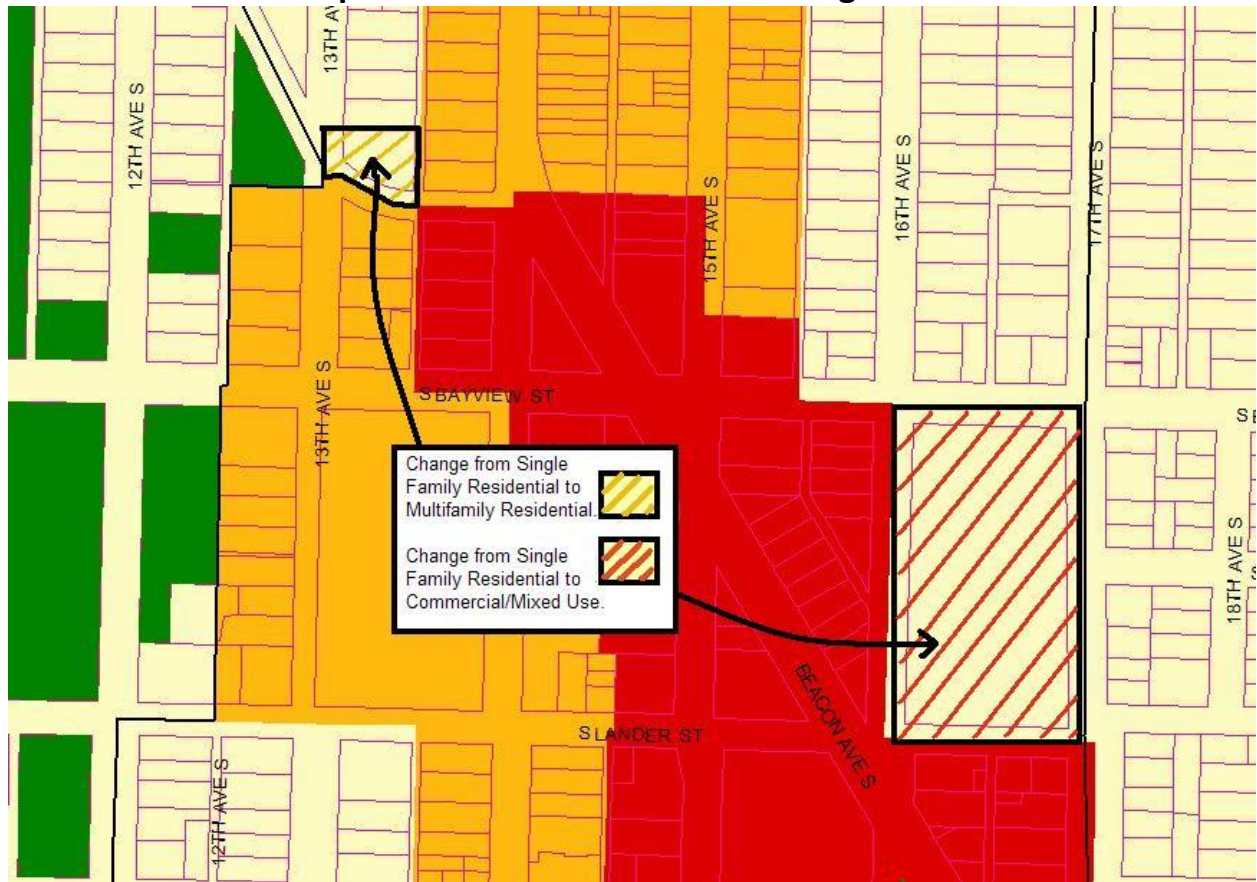 13TH AV
12TH AVE S
15TH AVE S
16TH AVE S
17TH AVE S
13TH AVE S
S BAYVIEW ST
Change from Single
Family Residential to
Multifamily Residential.
Change from Single
Family Residential to
Commercial/Mixed Use.
18TH AVE S
BEACON AVE S
S LANDER ST
12TH AVE S